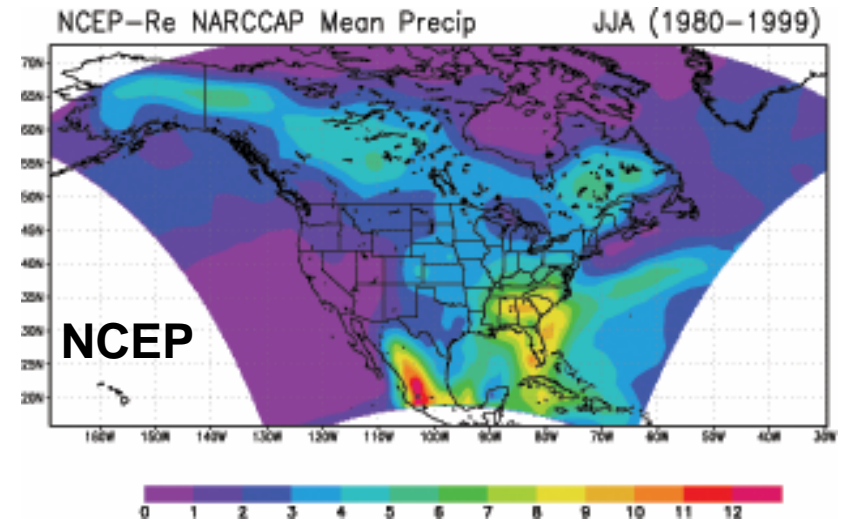 NCEP-Re NARCCAP Mean Precip JJA (1980-1999)
70N
65N
60N
55N
50N
45N
40N
35N
30N
25N
20N
NCEP
160W 150W 140W 130W 120W 110W 100W 90W 80W 70W 60W 50W 40W 30W
0 1 2 3 4 5 6 7 8 9 10 11 12